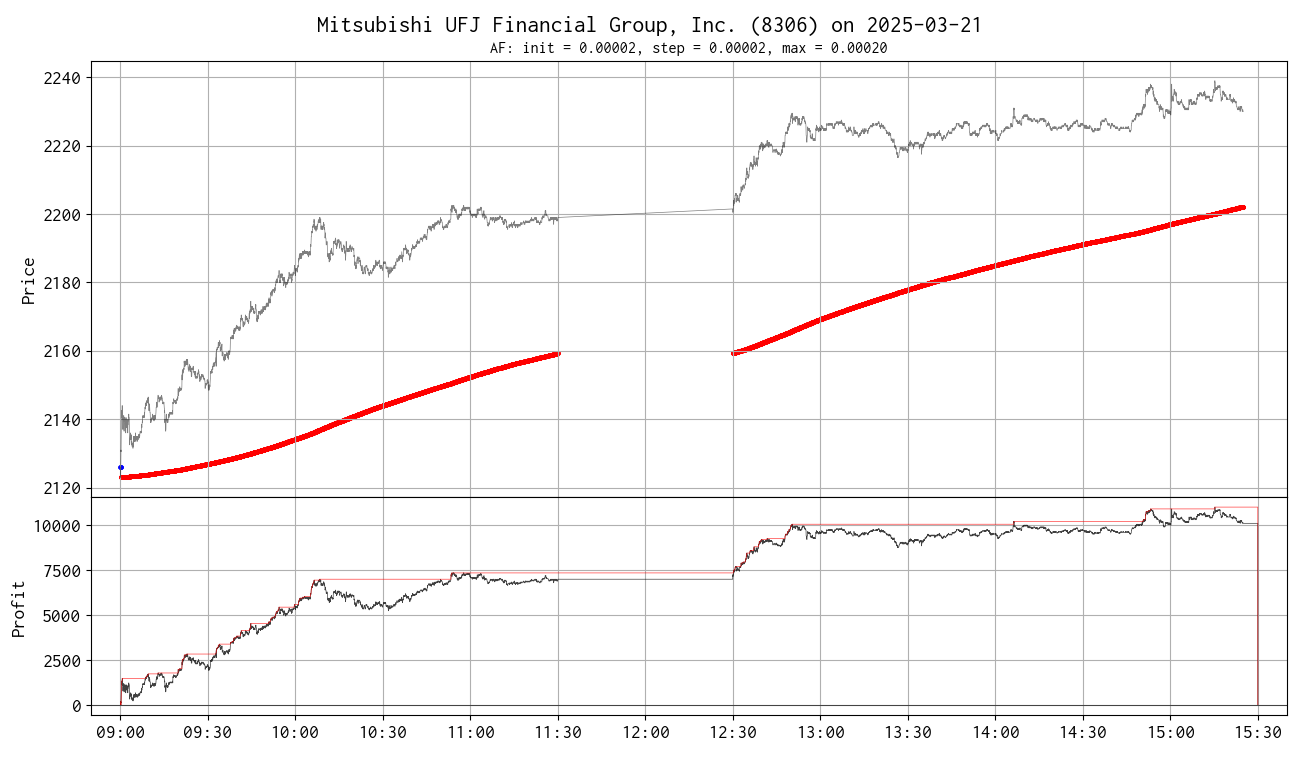 Mitsubishi UFJ Financial Group, Inc. (8306) on 2025-03-21
AF: init = 0.00002, step = 0.00002, max = 0.00020
Price
2240
2220
2200
2180
2160
2140
2120
Profit
10000
7500
5000
2500
0
09:00 09:30 10:00 10:30 11:00 11:30 12:00 12:30 13:00 13:30 14:00 14:30 15:00 15:30